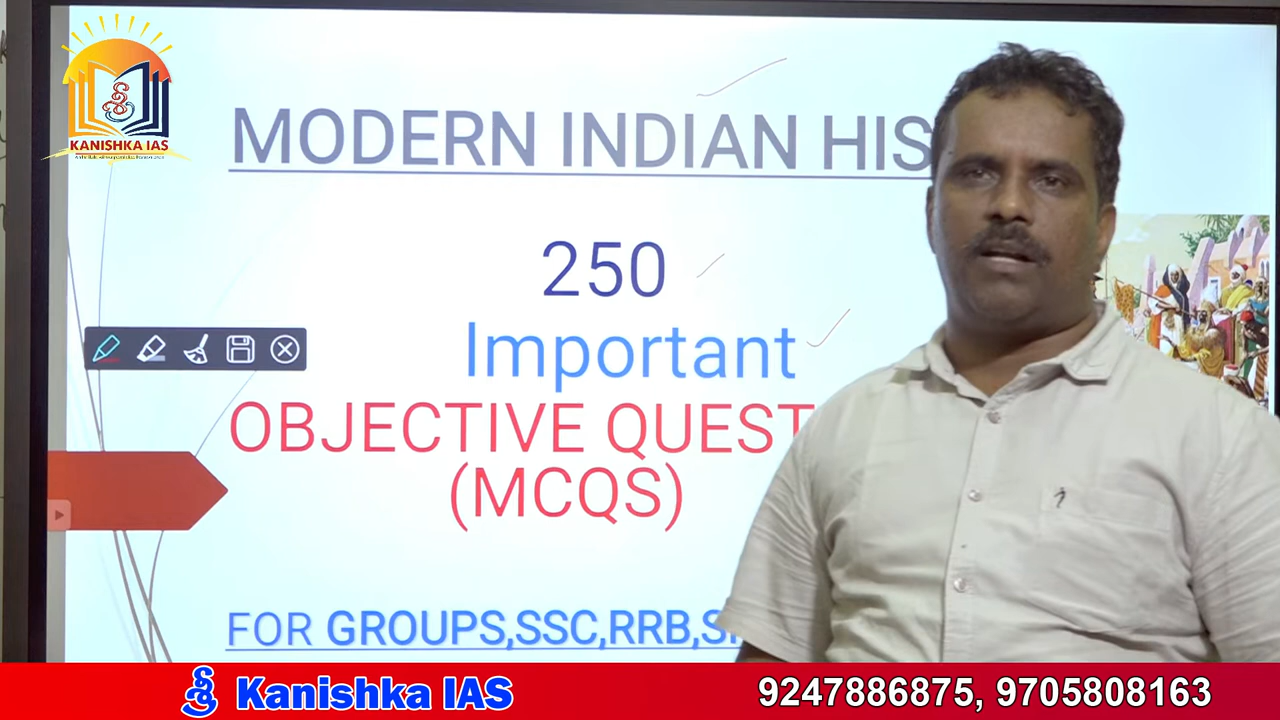 KANISHKA IAS
MODERN INDIAN HIS
250
Important
OBJECTIVE QUEST
(MCQS)
FOR GROUPS,SSC,RRB,
శ్రీ Kanishka IAS
9247886875, 9705808163